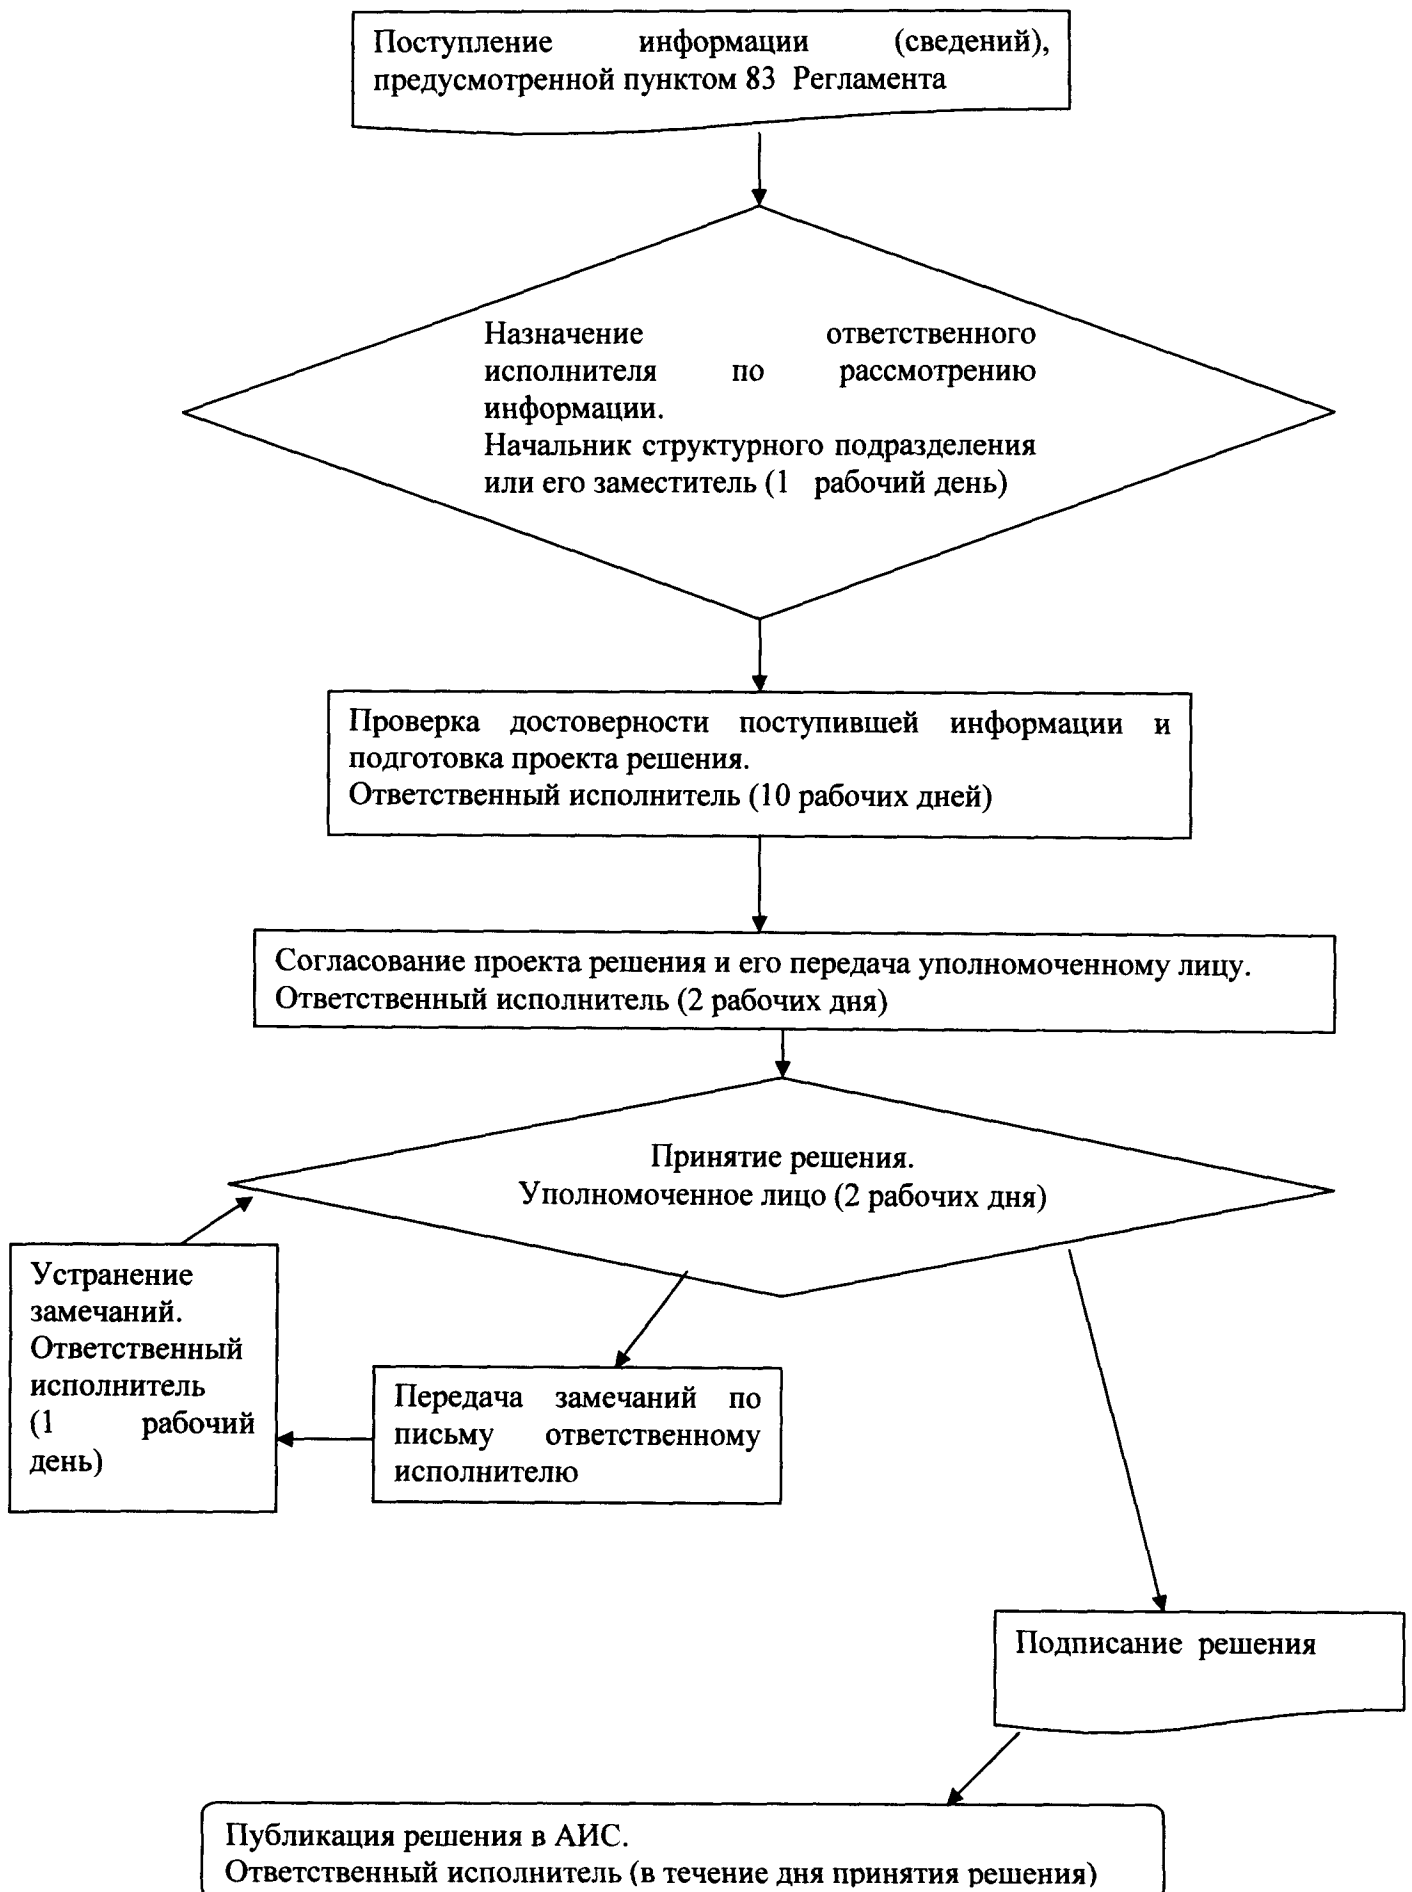 Поступление информации (сведений),
предусмотренной пунктом 83 Регламента
Назначение ответственного
исполнителя по рассмотрению
информации.
Начальник структурного подразделения
или его заместитель (1 рабочий день)
Проверка достоверности поступившей информации и
подготовка проекта решения.
Ответственный исполнитель (10 рабочих дней)
Согласование проекта решения и его передача уполномоченному лицу.
Ответственный исполнитель (2 рабочих дня)
Принятие решения.
Уполномоченное лицо (2 рабочих дня)
Устранение
замечаний.
Ответственный
исполнитель
(1 рабочий
день)
Передача замечаний по
письму ответственному
исполнителю
Подписание решения
Публикация решения в АИС.
Ответственный исполнитель (в течение дня принятия решения)